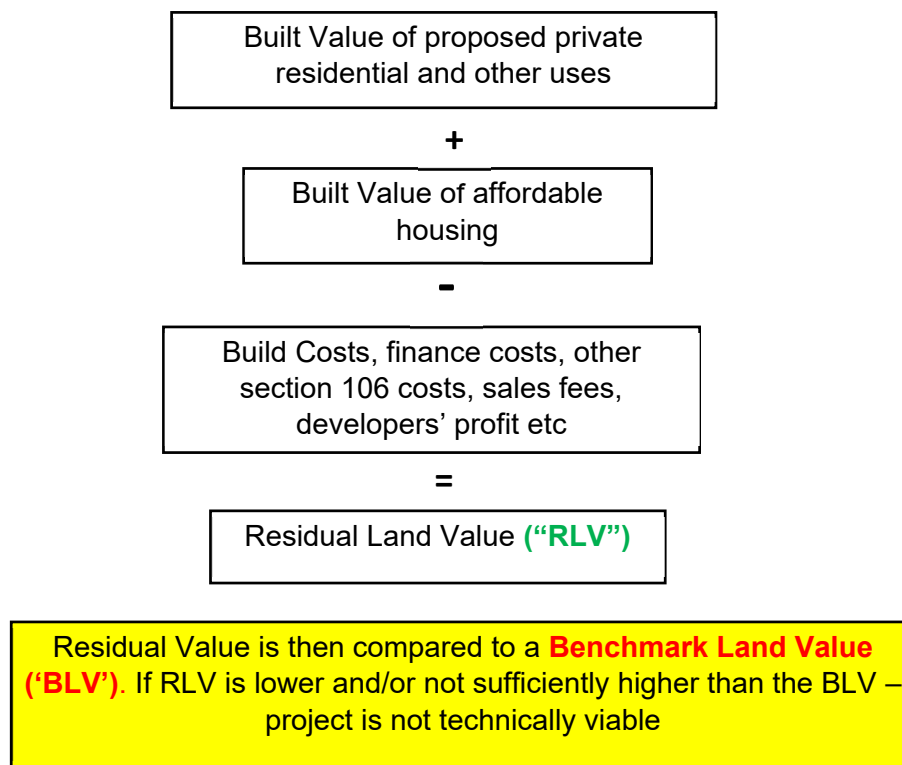 Built Value of proposed private
residential and other uses
+
Built Value of affordable
housing
-
Build Costs, finance costs, other
section 106 costs, sales fees,
developers’ profit etc
=
Residual Land Value (“RLV”)
Residual Value is then compared to a Benchmark Land Value
(‘BLV’). If RLV is lower and/or not sufficiently higher than the BLV –
project is not technically viable